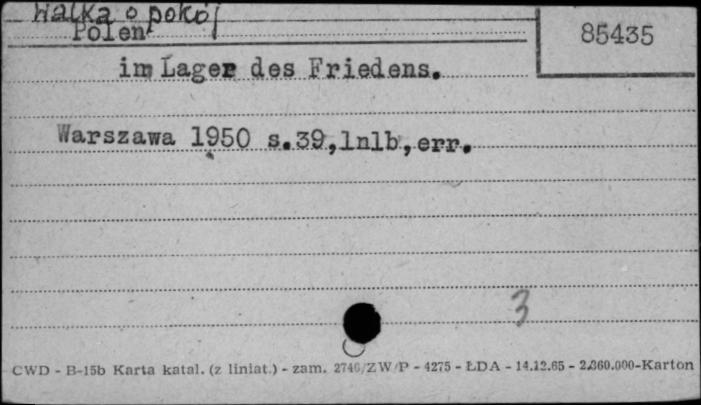 Walka o pokój
Polen
85435
im Lager des Friedens.
Warszawa 1950 s.39,1nlb,err.
3
CWD - B-15b Karta katal. (z liniat.) - zam. 2746/ZW/P - 4275 - ŁDA - 14.12.65 - 2.360.000-Karton